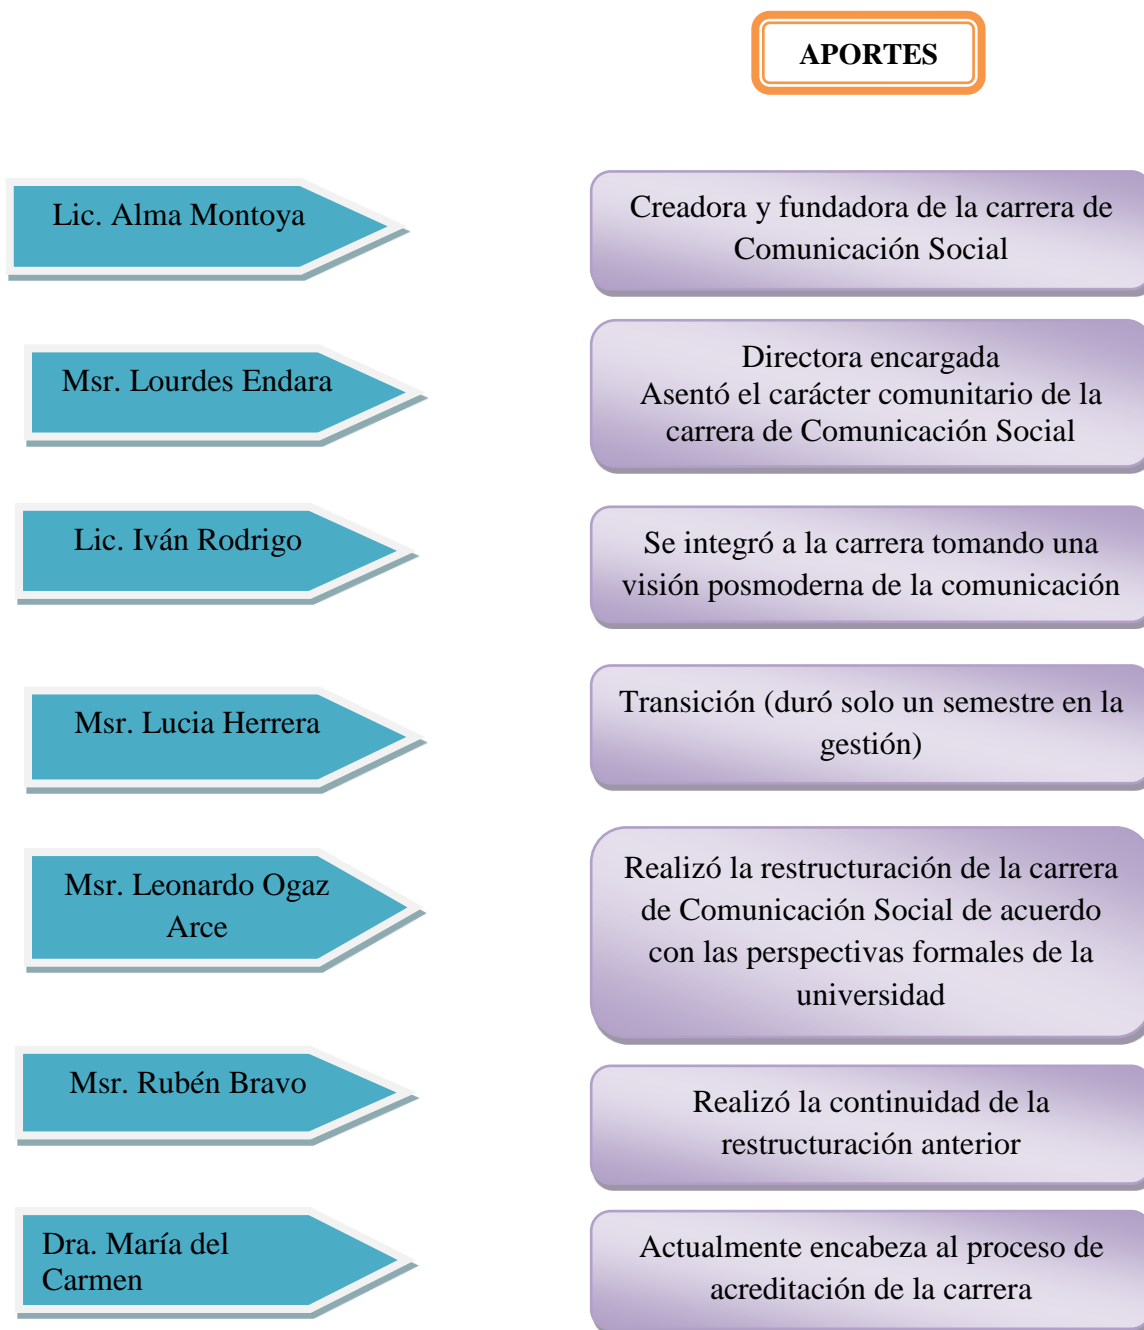 APORTES
Lic. Alma Montoya
Creadora y fundadora de la carrera de
Comunicación Social
Msr. Lourdes Endara
Directora encargada
Asentó el carácter comunitario de la
carrera de Comunicación Social
Lic. Iván Rodrigo
Se integró a la carrera tomando una
visión posmoderna de la comunicación
Msr. Lucia Herrera
Transición (duró solo un semestre en la
gestión)
Msr. Leonardo Ogaz
Arce
Realizó la restructuración de la carrera
de Comunicación Social de acuerdo
con las perspectivas formales de la
universidad
Msr. Rubén Bravo
Realizó la continuidad de la
restructuración anterior
Dra. María del
Carmen
Actualmente encabeza al proceso de
acreditación de la carrera